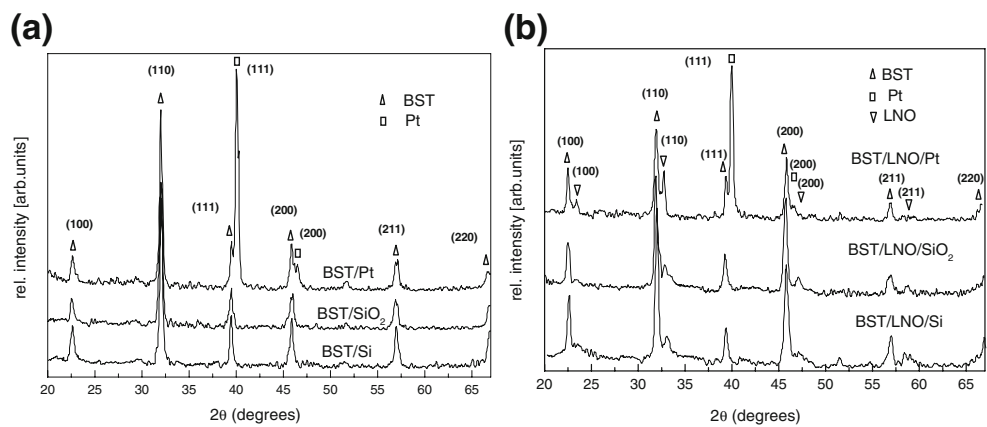 (a)
(110)
(111)
BST
Pt
(100)
(111)
(200)
(200)
(211)
(220)
BST/Pt
BST/SiO₂
BST/Si
rel. intensity [arb.units]
20 25 30 35 40 45 50 55 60 65
2θ (degrees)
(b)
(111)
BST
Pt
LNO
(110)
(200)
BST/LNO/Pt
(100)
(100)
(110)
(111)
(200)
(200)
(211)
(211)
(220)
BST/LNO/SiO₂
BST/LNO/Si
rel. intensity [arb.units]
20 25 30 35 40 45 50 55 60 65
2θ (degrees)